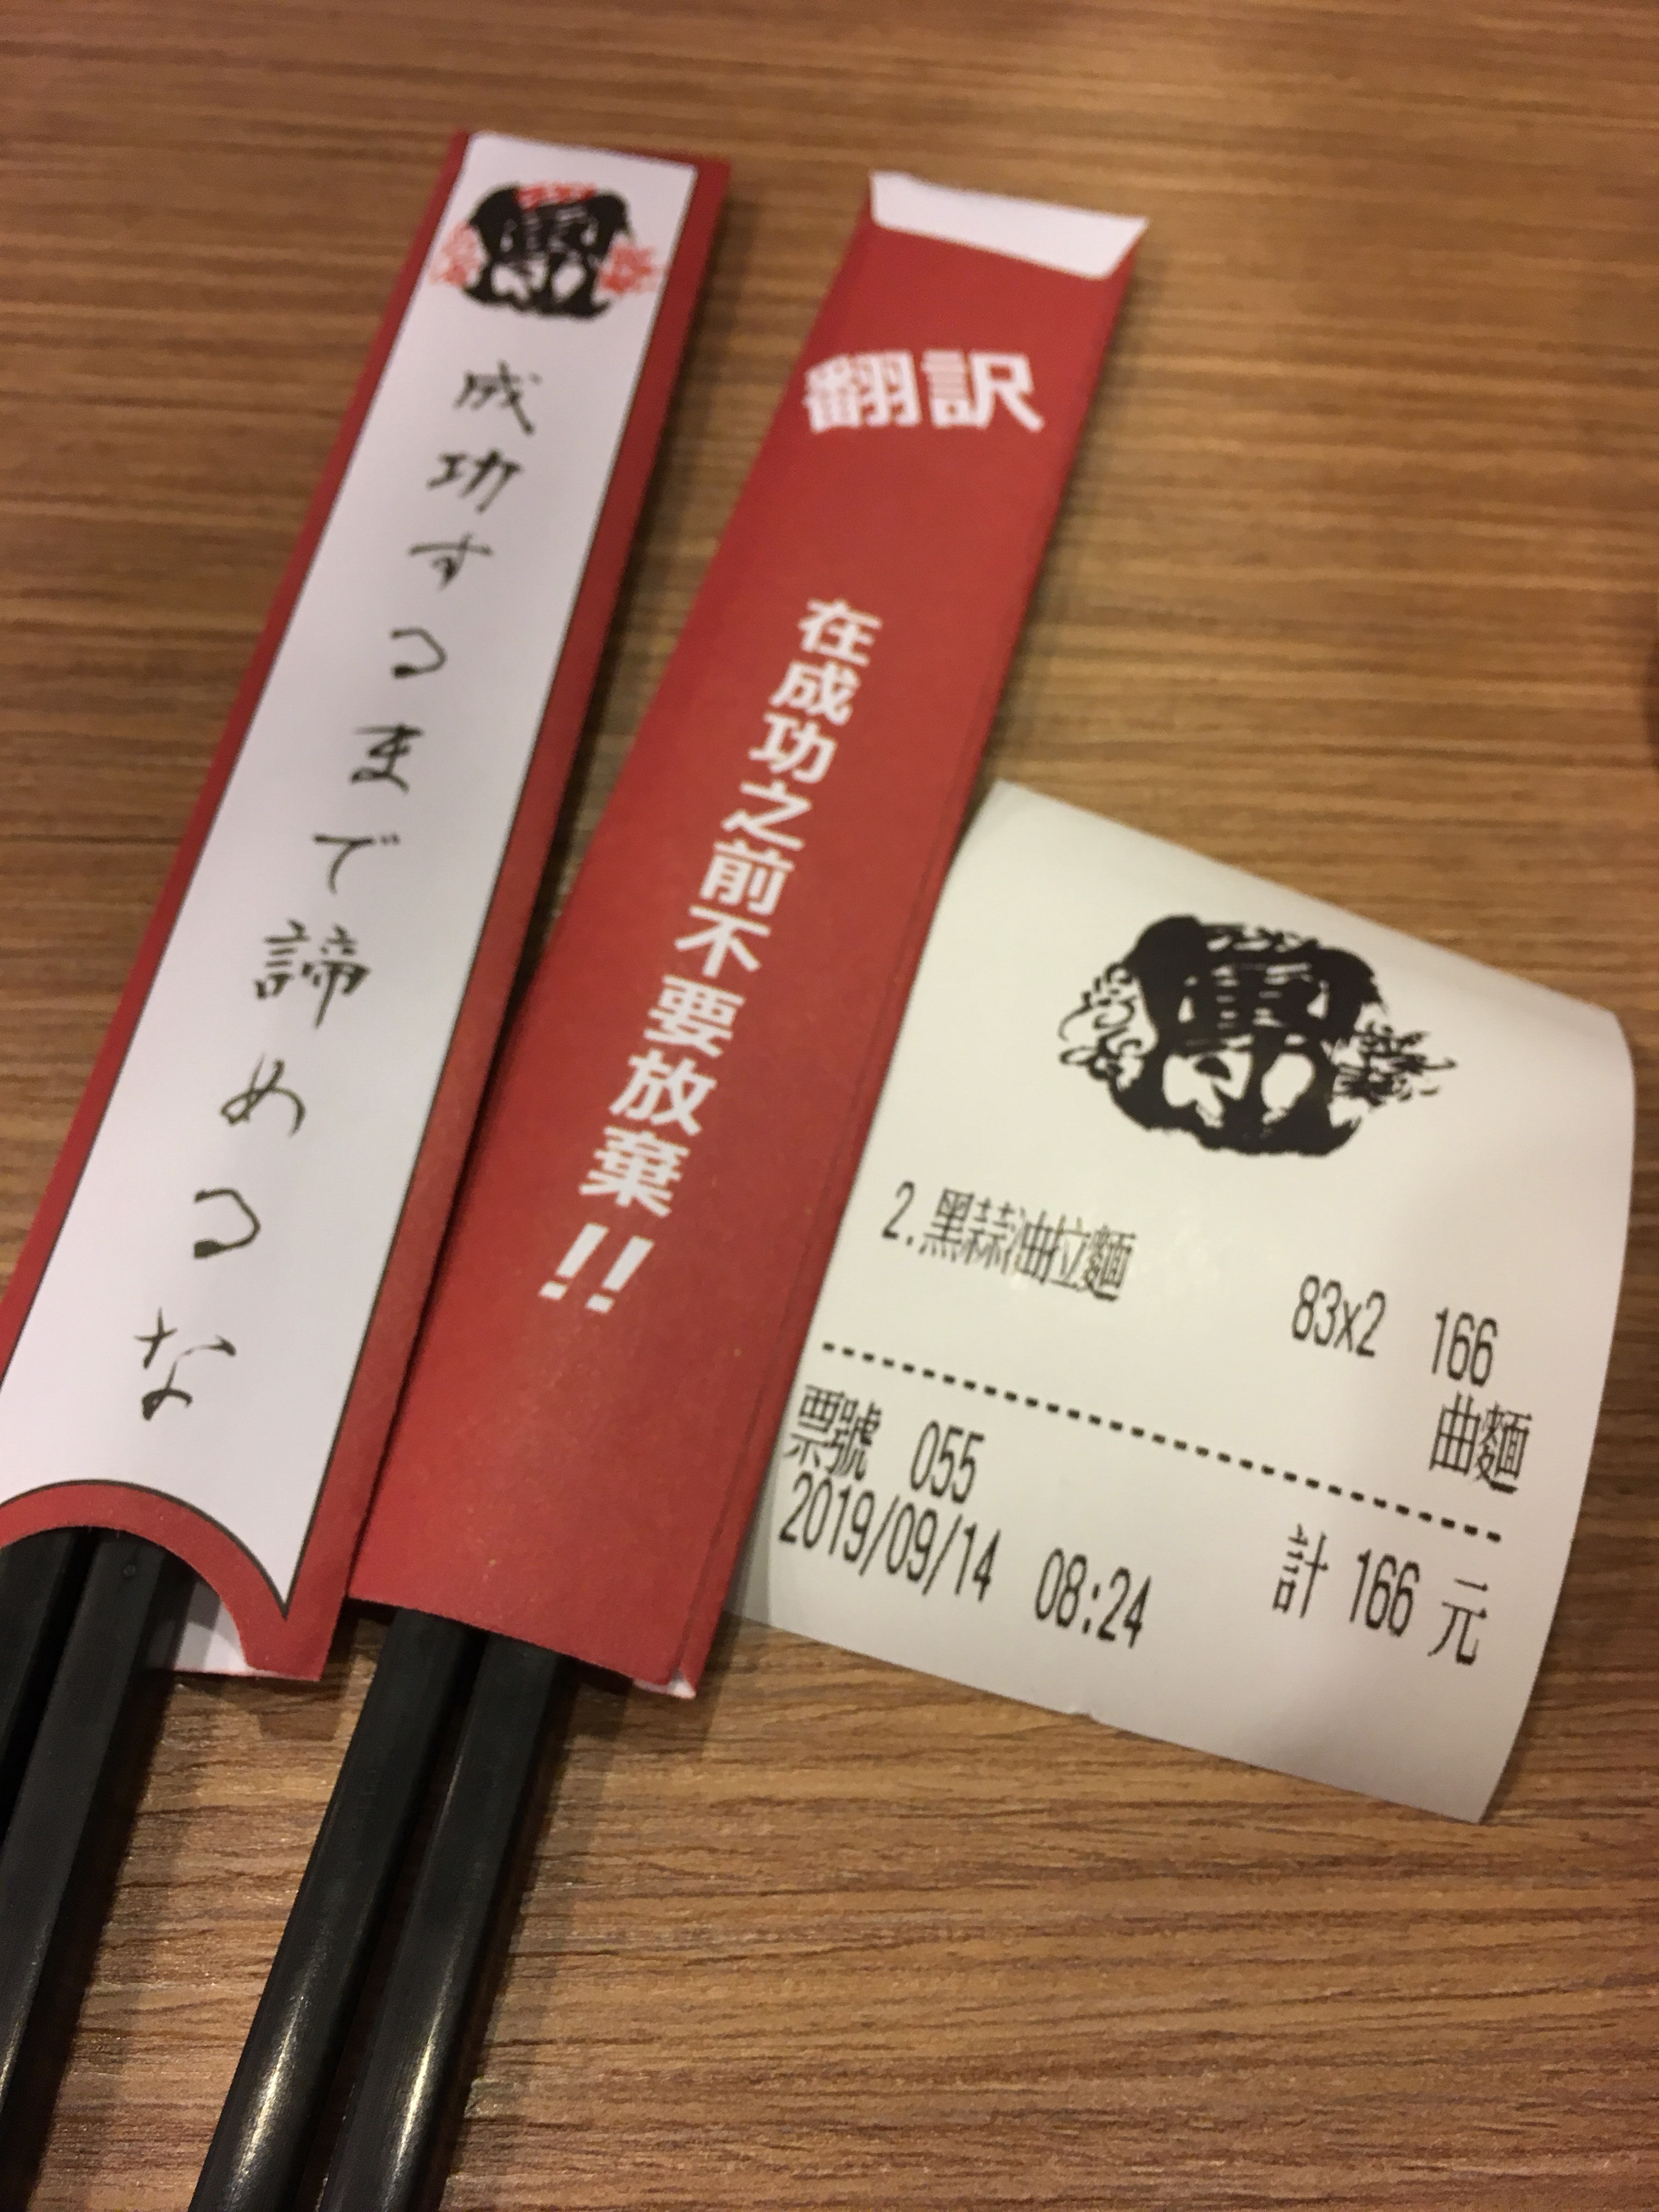 成功するまで諦めるな
翻訳
在成功之前不要放棄!!
2.黑蒜油拉麵
83x2 166
曲麵
票號 055
計 166 元
2019/09/14 08:24